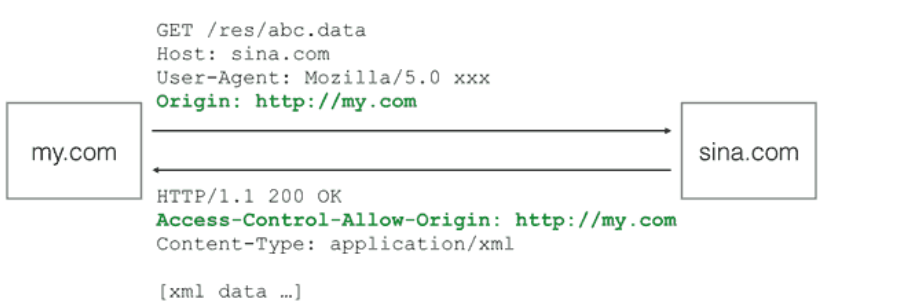 GET /res/abc.data
Host: sina.com
User-Agent: Mozilla/5.0 xxx
Origin: http://my.com
my.com
sina.com
HTTP/1.1 200 OK
Access-Control-Allow-Origin: http://my.com
Content-Type: application/xml
[xml data …]